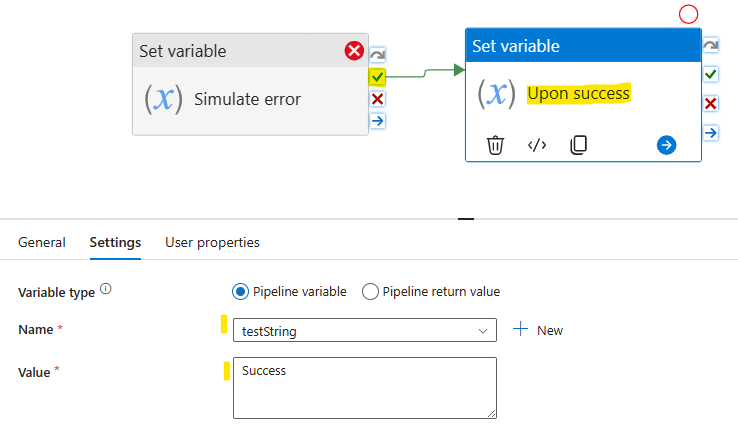 Set variable
(x) Simulate error
Set variable
(x) Upon success
</>
General Settings User properties
Variable type
Pipeline variable Pipeline return value
Name *
testString
New
Value *
Success